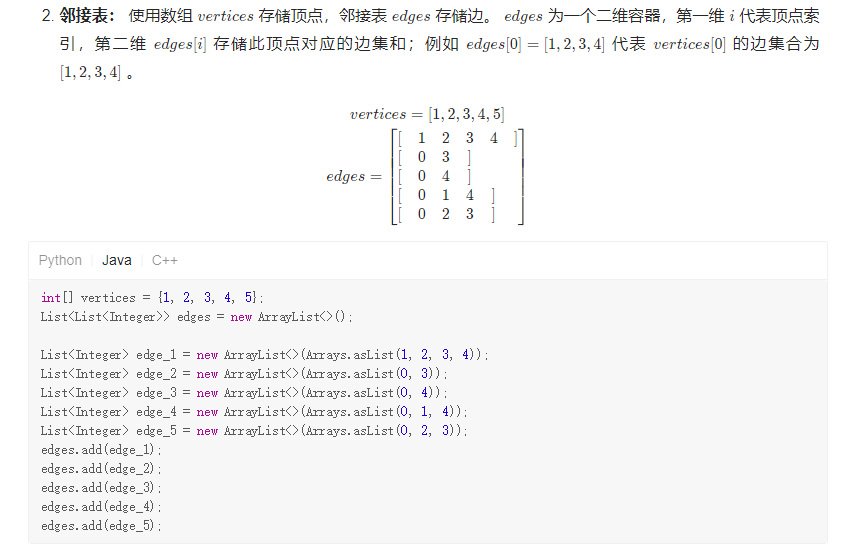 2. 邻接表： 使用数组 vertices 存储顶点，邻接表 edges 存储边。 edges 为一个二维容器，第一维 i 代表顶点索
引，第二维 edges[i] 存储此顶点对应的边集和；例如 edges[0] = [1, 2, 3, 4] 代表 vertices[0] 的边集合为
[1, 2, 3, 4] 。
vertices = [1, 2, 3, 4, 5]
[ 1 2 3 4 ]
[ 0 3 ]
edges = [ 0 4 ]
[ 0 1 4 ]
[ 0 2 3 ]
Python Java C++
int[] vertices = {1, 2, 3, 4, 5};
List<List<Integer>> edges = new ArrayList<>();
List<Integer> edge_1 = new ArrayList<>(Arrays.asList(1, 2, 3, 4));
List<Integer> edge_2 = new ArrayList<>(Arrays.asList(0, 3));
List<Integer> edge_3 = new ArrayList<>(Arrays.asList(0, 4));
List<Integer> edge_4 = new ArrayList<>(Arrays.asList(0, 1, 4));
List<Integer> edge_5 = new ArrayList<>(Arrays.asList(0, 2, 3));
edges.add(edge_1);
edges.add(edge_2);
edges.add(edge_3);
edges.add(edge_4);
edges.add(edge_5);